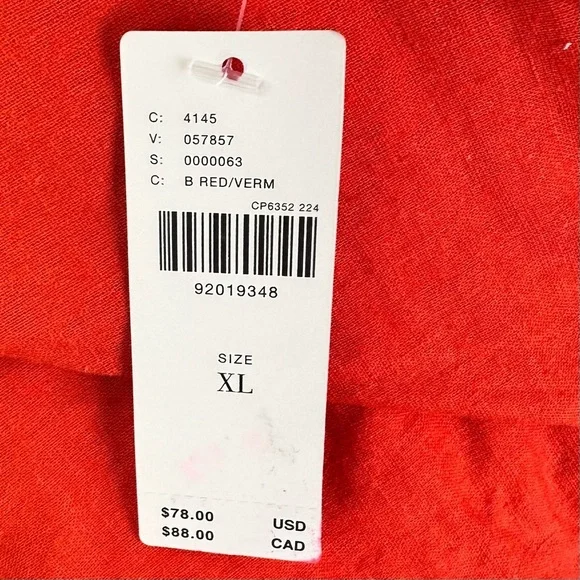 C: 4145
V: 057857
S: 0000063
C: B RED/VERM
CP6352 224
92019348
SIZE
XL
$78.00 USD
$88.00 CAD